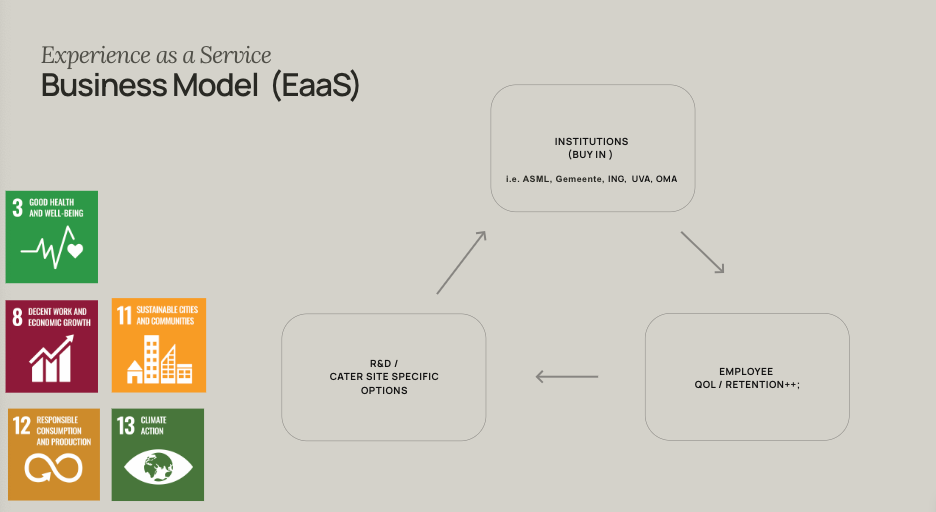 Experience as a Service
Business Model (EaaS)
INSTITUTIONS
(BUY IN )
i.e. ASML, Gemeente, ING, UVA, OMA
3 GOOD HEALTH
AND WELL-BEING
8 DECENT WORK AND
ECONOMIC GROWTH
11 SUSTAINABLE CITIES
AND COMMUNITIES
12 RESPONSIBLE
CONSUMPTION
AND PRODUCTION
13 CLIMATE
ACTION
R&D /
CATER SITE SPECIFIC
OPTIONS
EMPLOYEE
QOL / RETENTION++;